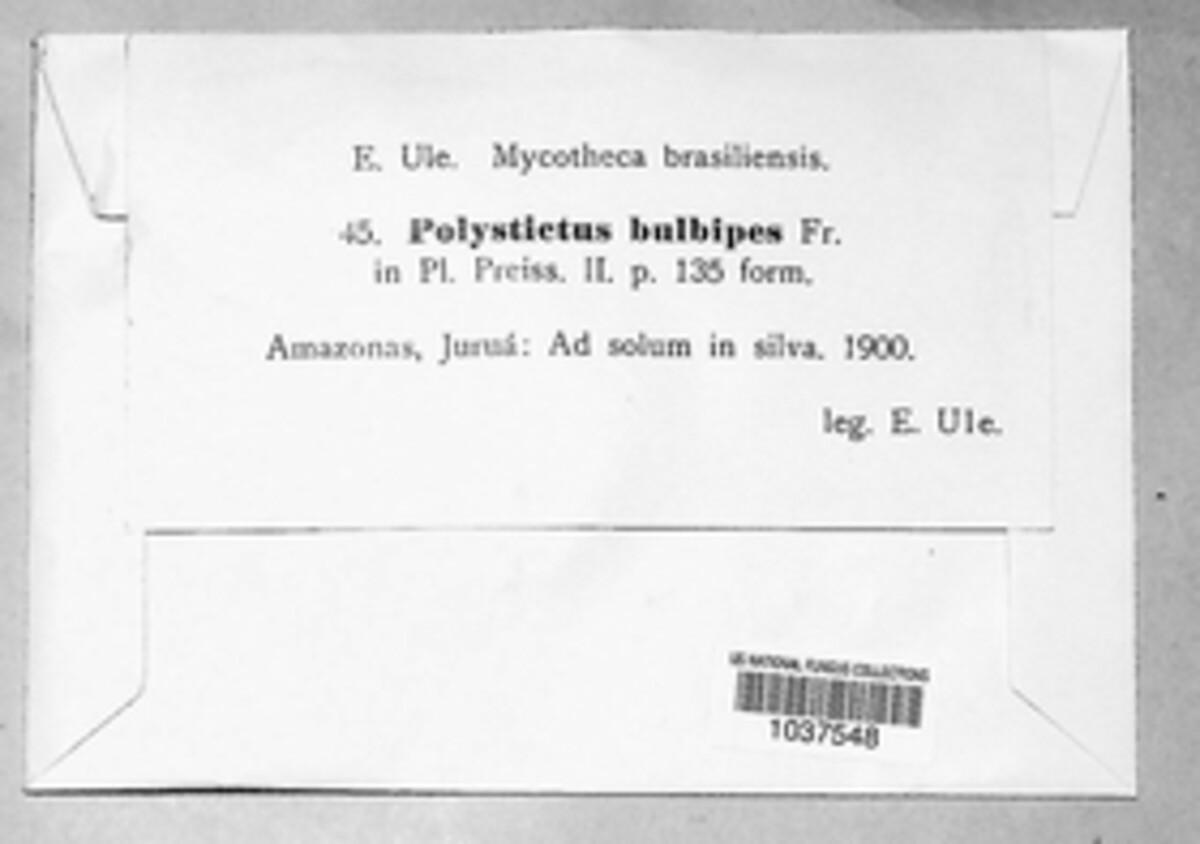 E. Ule. Mycotheca brasiliensis.
45. Polystictus bulbipes Fr.
in Pl. Preiss. II. p. 135 form.
Amazonas, Juruá: Ad solum in silva. 1900.
leg. E. Ule.
US NATIONAL FUNGUS COLLECTIONS
1037548